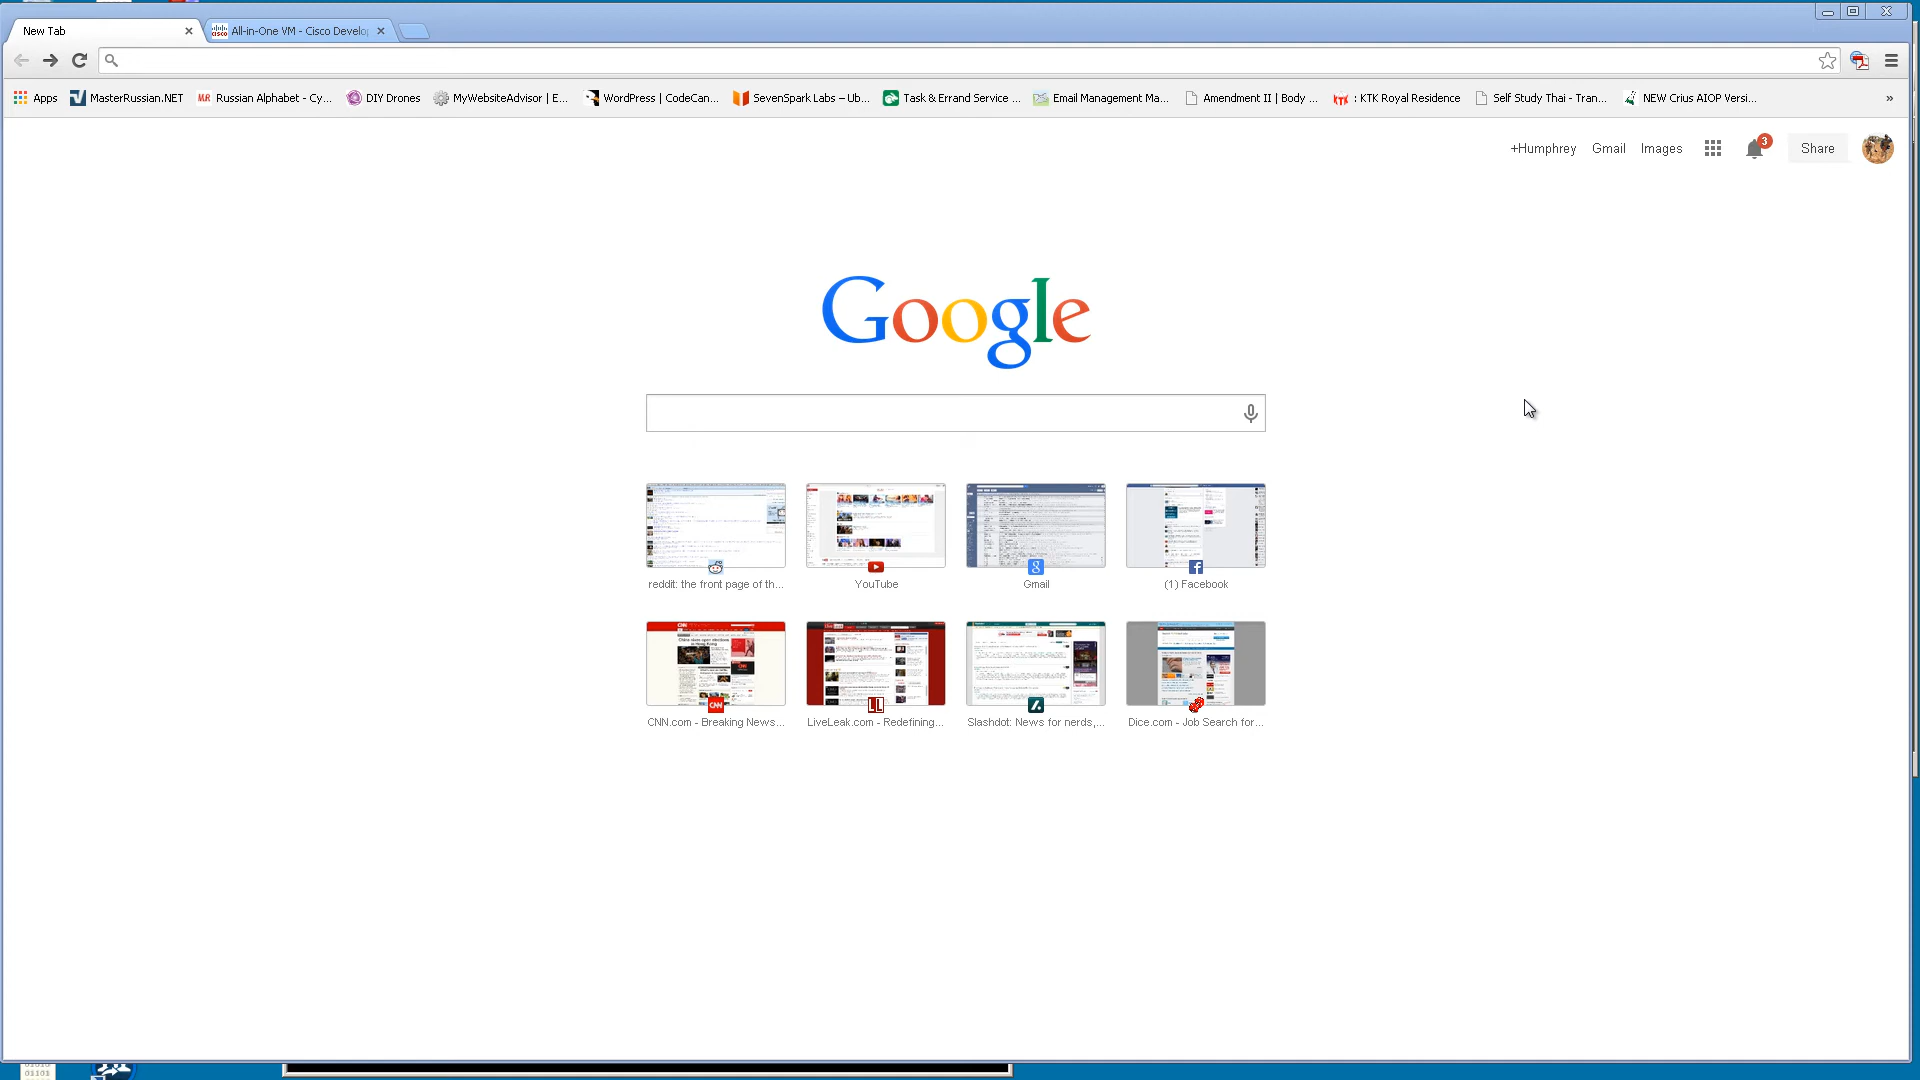 New Tab
All-in-One VM - Cisco Develo
Apps
MasterRussian.NET
Russian Alphabet - Cy...
DIY Drones
MyWebsiteAdvisor | E...
WordPress | CodeCan...
SevenSpark Labs – Ub...
Task & Errand Service ...
Email Management Ma...
Amendment II | Body ...
: KTK Royal Residence
Self Study Thai - Tran...
NEW Crius AIOP Versi...
»
+Humphrey
Gmail
Images
3
Share
Google
reddit: the front page of th...
YouTube
Gmail
(1) Facebook
CNN.com - Breaking News...
LiveLeak.com - Redefining...
Slashdot: News for nerds,...
Dice.com - Job Search for...